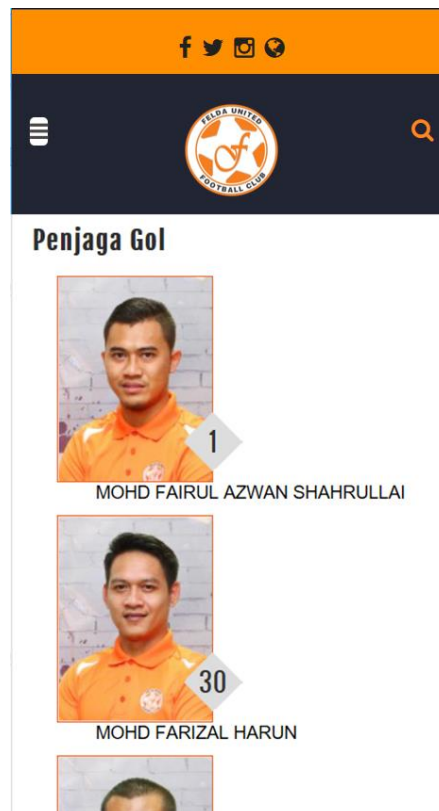 FELDA UNITED
FOOTBALL CLUB
Penjaga Gol
1
MOHD FAIRUL AZWAN SHAHRULLAI
30
MOHD FARIZAL HARUN